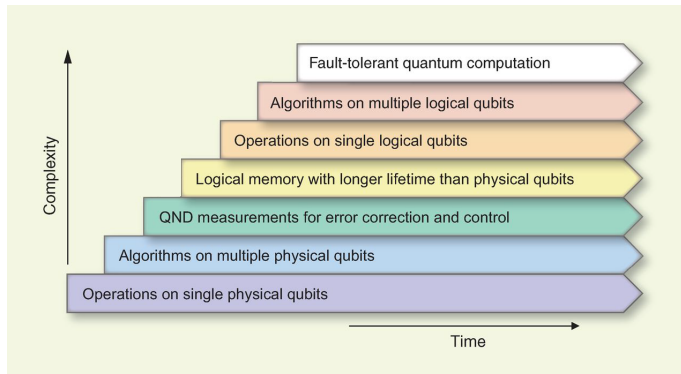 Fault-tolerant quantum computation
Algorithms on multiple logical qubits
Operations on single logical qubits
Logical memory with longer lifetime than physical qubits
QND measurements for error correction and control
Algorithms on multiple physical qubits
Operations on single physical qubits
Complexity
Time